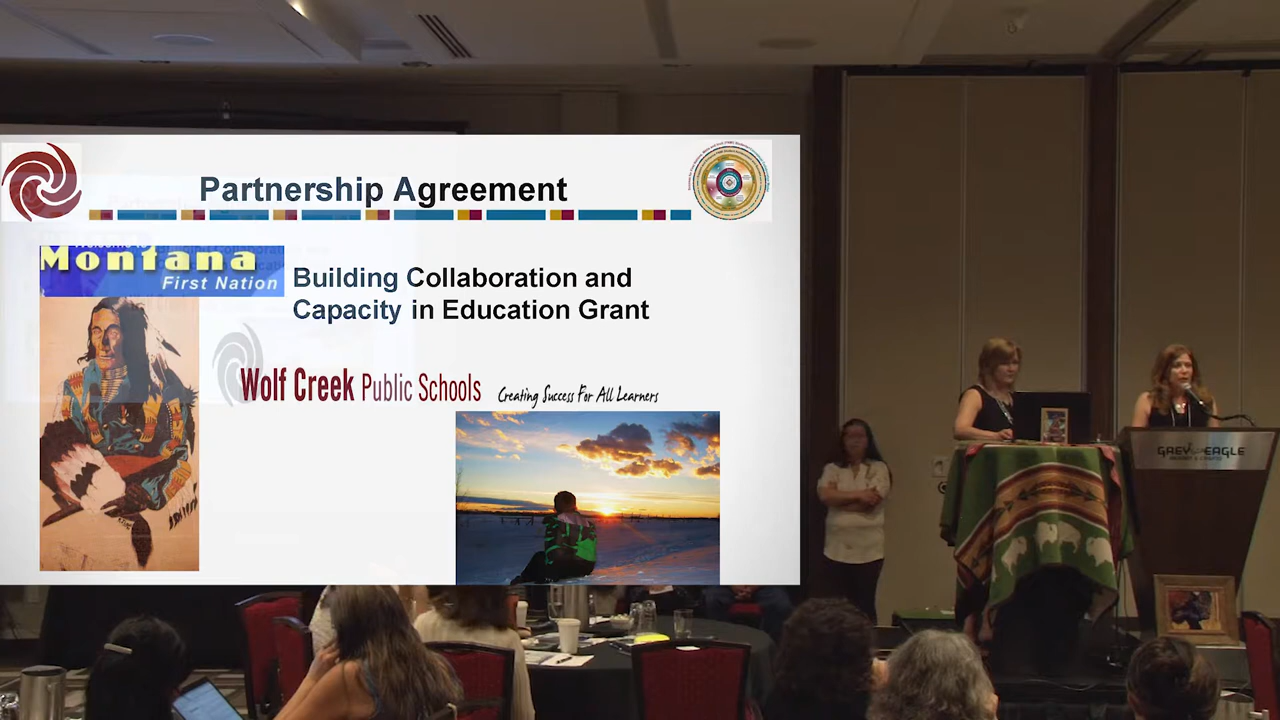 Partnership Agreement
Montana
First Nation
Building Collaboration and
Capacity in Education Grant
Wolf Creek Public Schools
Creating Success For All Learners
GREY EAGLE